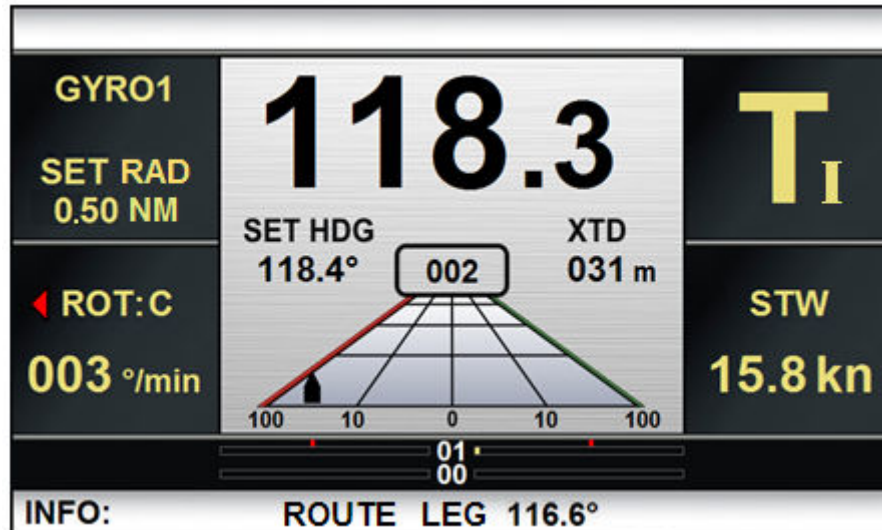 GYRO1
SET RAD
0.50 NM
118.3
SET HDG
118.4°
XTD
031 m
002
T I
ROT:C
003 °/min
STW
15.8 kn
100 10 0 10 100
01
00
INFO: ROUTE LEG 116.6°